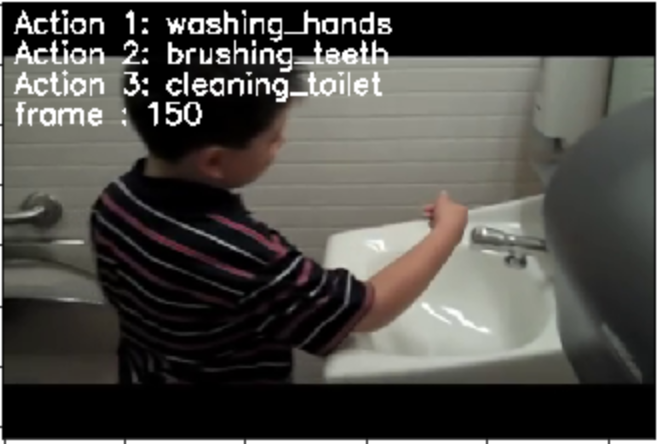 Action 1: washing_hands
Action 2: brushing_teeth
Action 3: cleaning_toilet
frame : 150